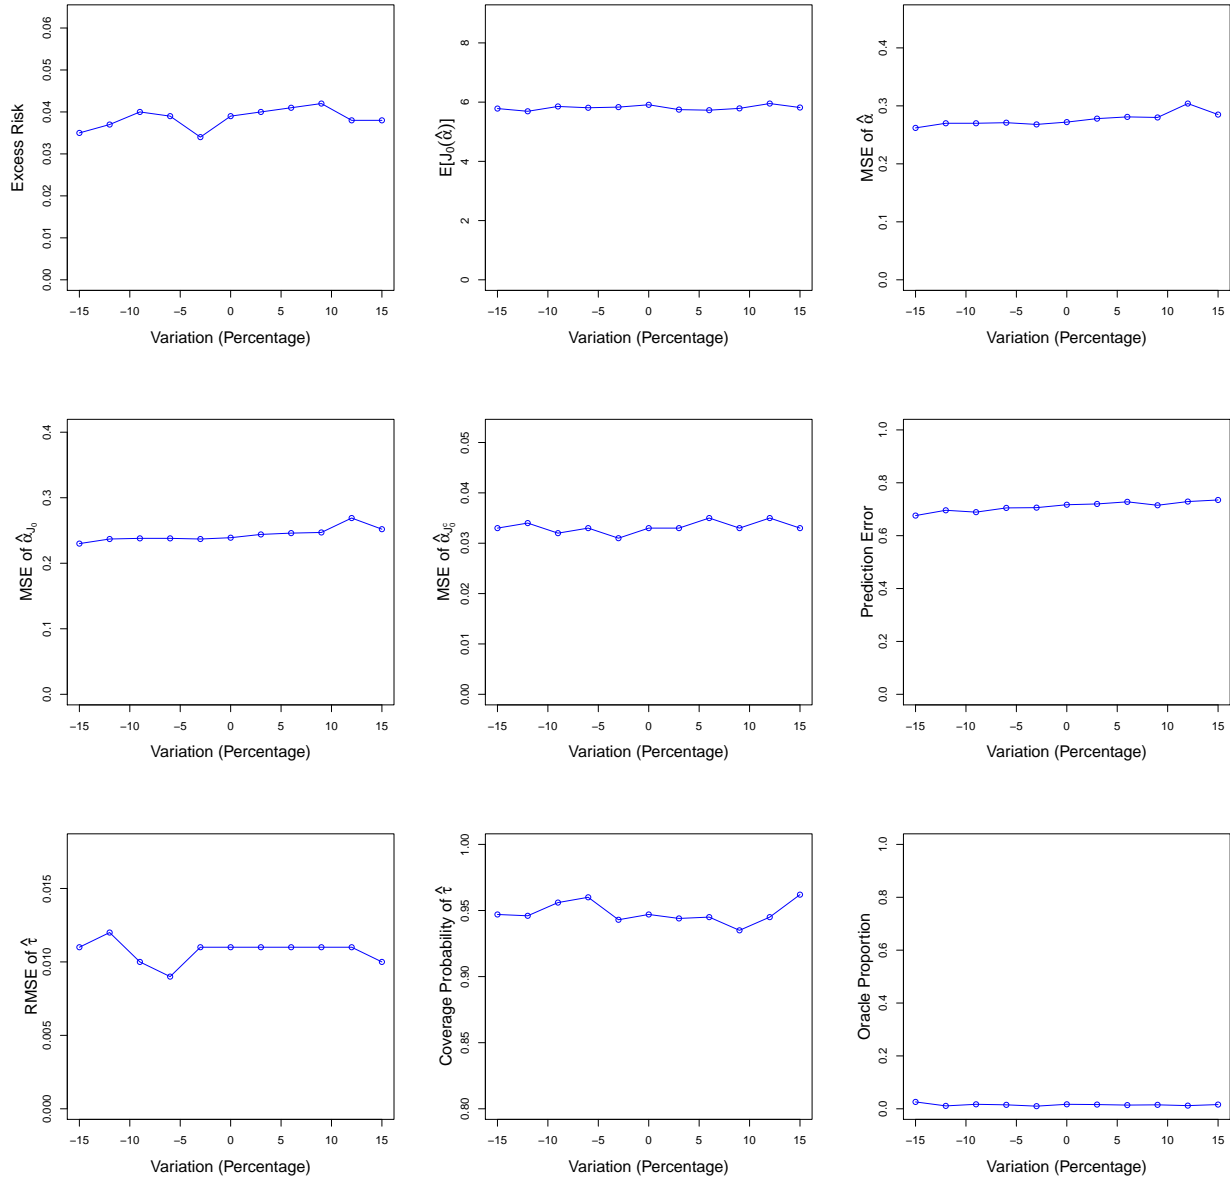 Excess Risk
0.00 0.01 0.02 0.03 0.04 0.05 0.06
−15 −10 −5 0 5 10 15
Variation (Percentage)
E[J₀(α̂)]
0 2 4 6 8
−15 −10 −5 0 5 10 15
Variation (Percentage)
MSE of α̂
0.0 0.1 0.2 0.3 0.4
−15 −10 −5 0 5 10 15
Variation (Percentage)
MSE of α̂_J₀
0.0 0.1 0.2 0.3 0.4
−15 −10 −5 0 5 10 15
Variation (Percentage)
MSE of α̂_J₀ᶜ
0.00 0.01 0.02 0.03 0.04 0.05
−15 −10 −5 0 5 10 15
Variation (Percentage)
Prediction Error
0.0 0.2 0.4 0.6 0.8 1.0
−15 −10 −5 0 5 10 15
Variation (Percentage)
RMSE of τ̂
0.000 0.005 0.010 0.015
−15 −10 −5 0 5 10 15
Variation (Percentage)
Coverage Probability of τ̂
0.80 0.85 0.90 0.95 1.00
−15 −10 −5 0 5 10 15
Variation (Percentage)
Oracle Proportion
0.0 0.2 0.4 0.6 0.8 1.0
−15 −10 −5 0 5 10 15
Variation (Percentage)